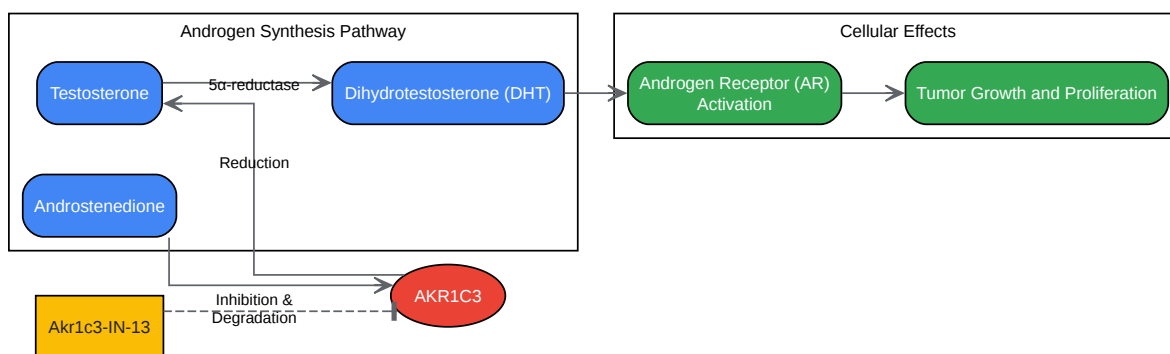 Androgen Synthesis Pathway
Cellular Effects
Testosterone
5α-reductase
Dihydrotestosterone (DHT)
Androgen Receptor (AR)
Activation
Tumor Growth and Proliferation
Reduction
Androstenedione
AKR1C3
Inhibition &
Degradation
Akr1c3-IN-13